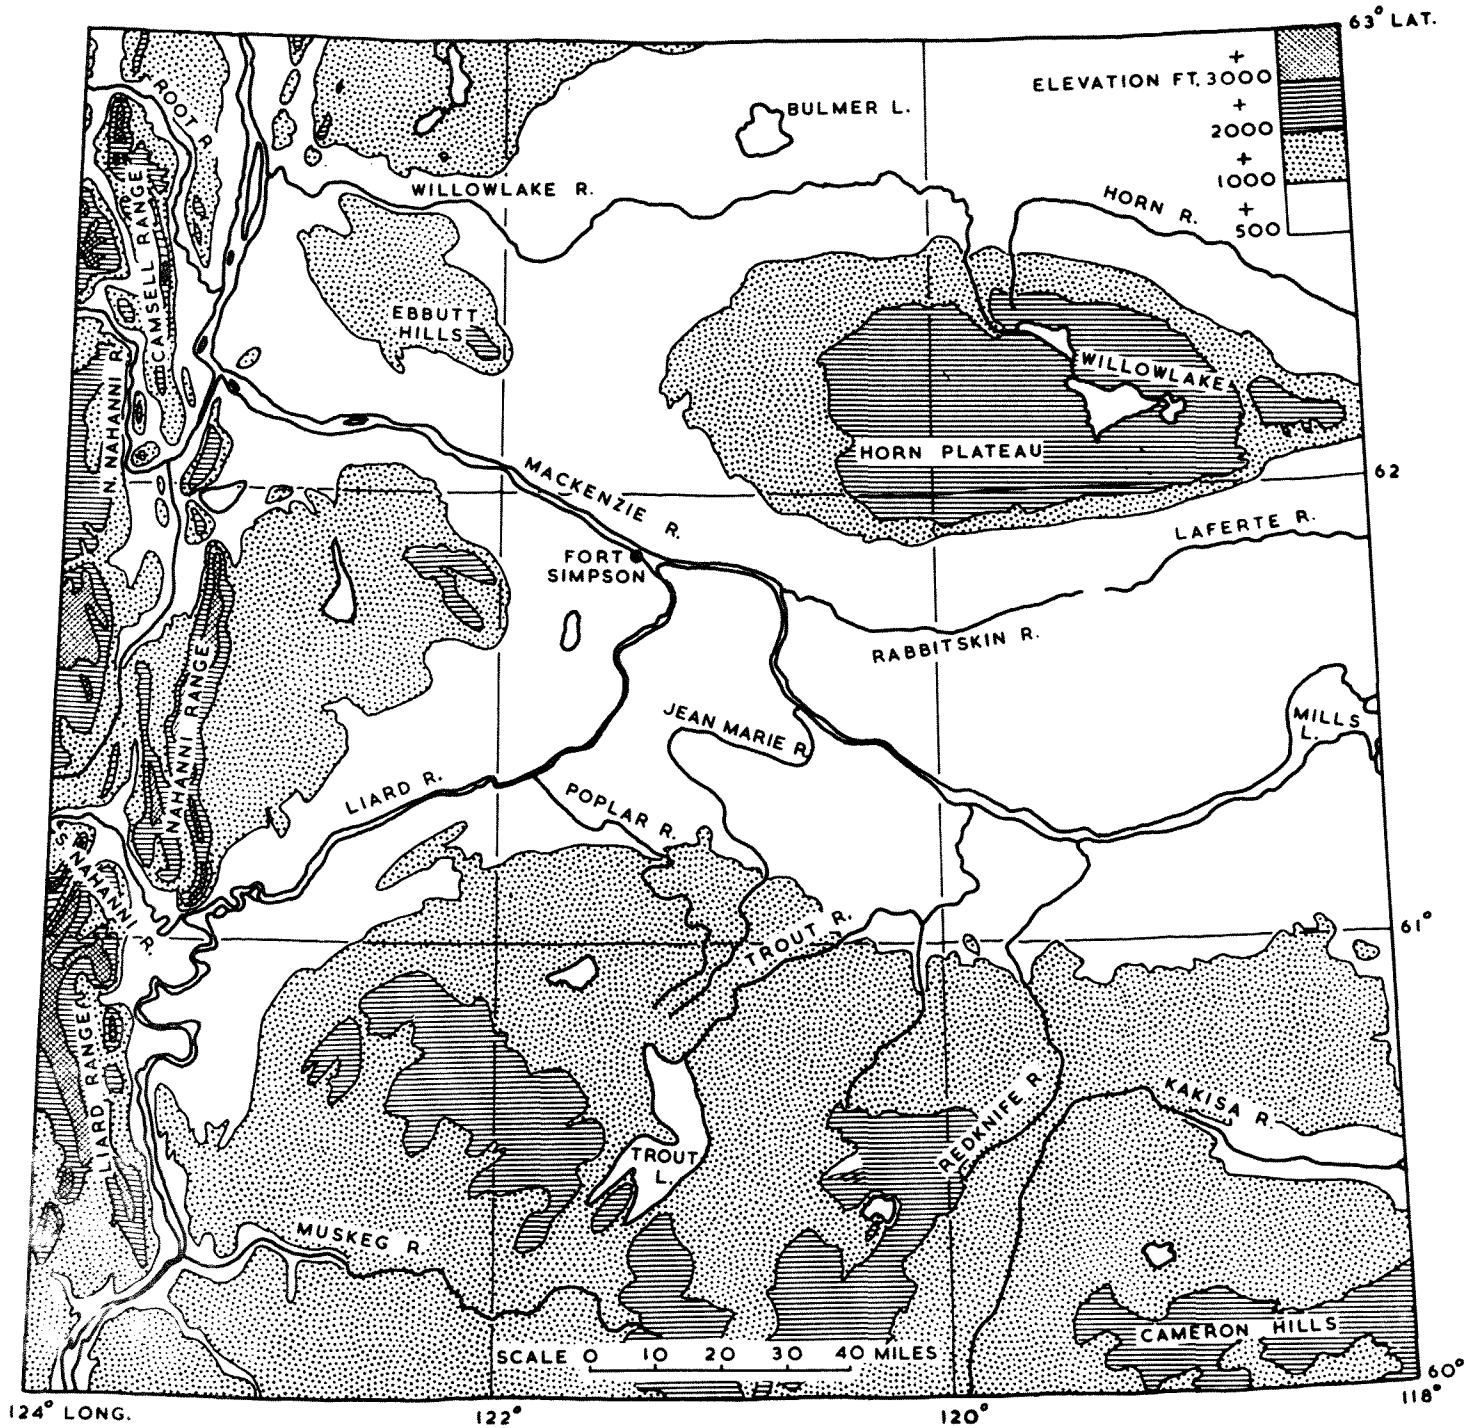 63° LAT.
+
ELEVATION FT. 3000
+
2000
+
1000
+
500
ROOT R.
BULMER L.
WILLOWLAKE R.
HORN R.
CAMSELL RANGE
EBBUTT
HILLS
N. NAHANNI R.
WILLOWLAKE
HORN PLATEAU
62
MACKENZIE R.
LAFERTE R.
FORT
SIMPSON
RABBITSKIN R.
NAHANNI RANGE
JEAN MARIE R.
MILLS
L.
LIARD R.
POPLAR R.
S. NAHANNI R.
TROUT R.
61°
LIARD RANGE
REDKNIFE R.
KAKISA R.
TROUT
L.
MUSKEG R.
CAMERON HILLS
SCALE 0 10 20 30 40 MILES
60°
124° LONG.
122°
120°
118°